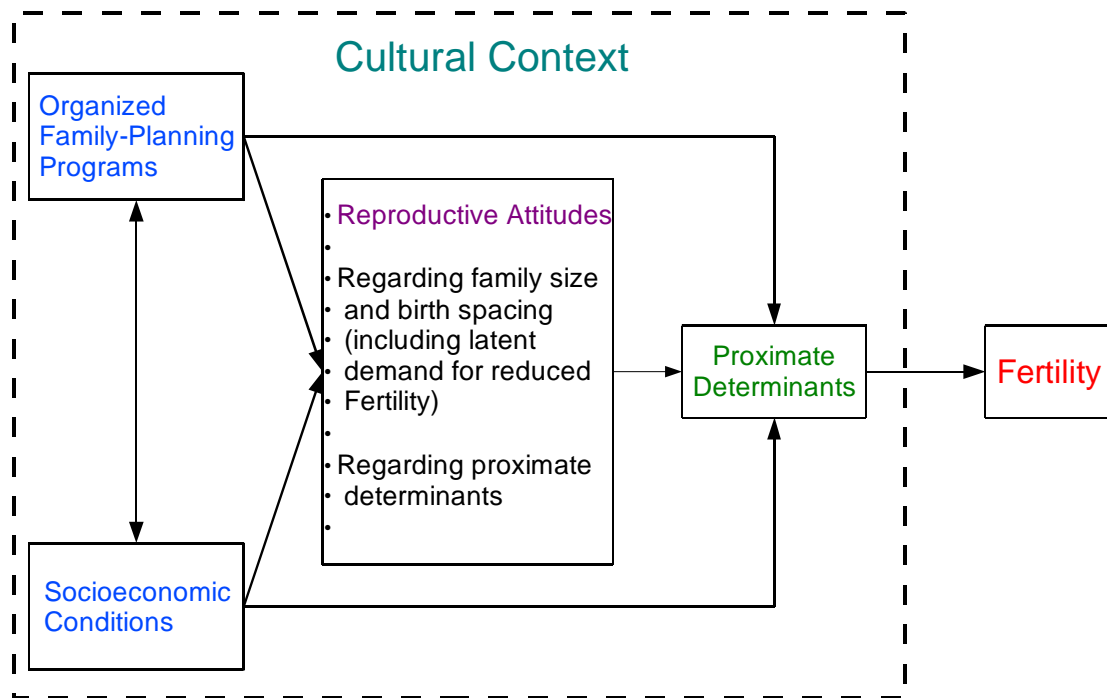 Cultural Context
Organized
Family-Planning
Programs
• Reproductive Attitudes
•
• Regarding family size
• and birth spacing
• (including latent
• demand for reduced
• Fertility)
•
• Regarding proximate
• determinants
•
Proximate
Determinants
Fertility
Socioeconomic
Conditions